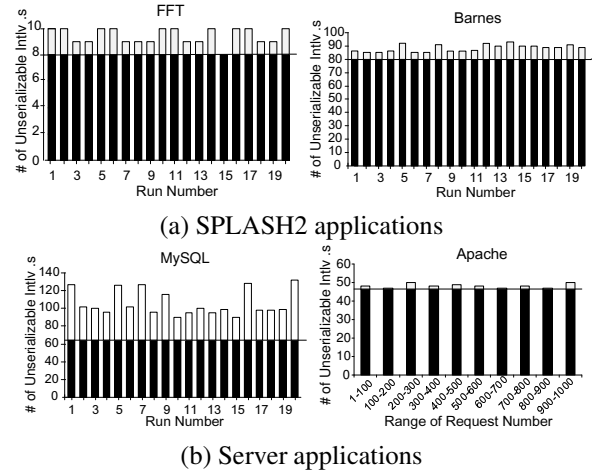 FFT
# of Unserializable Intlv .s
10
8
6
4
2
0
1 3 5 7 9 11 13 15 17 19
Run Number
Barnes
# of Unserializable Intlv .s
100
90
80
70
60
50
40
30
20
10
0
1 3 5 7 9 11 13 15 17 19
Run Number
(a) SPLASH2 applications
MySQL
# of Unserializable Intlv .s
140
120
100
80
60
40
20
0
1 3 5 7 9 11 13 15 17 19
Run Number
Apache
# of Unserializable Intlv .s
60
50
40
30
20
10
0
1-100 100-200 200-300 300-400 400-500 500-600 600-700 700-800 800-900 900-1000
Range of Request Number
(b) Server applications